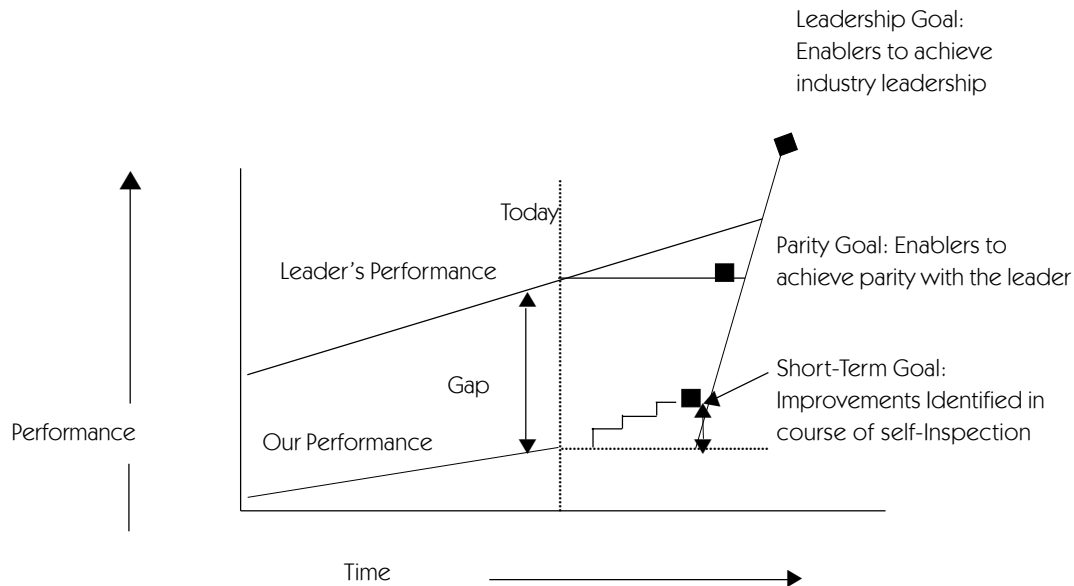 Leadership Goal:
Enablers to achieve
industry leadership
Today
Leader's Performance
Parity Goal: Enablers to
achieve parity with the leader
Gap
Short-Term Goal:
Improvements Identified in
course of self-Inspection
Performance
Our Performance
Time